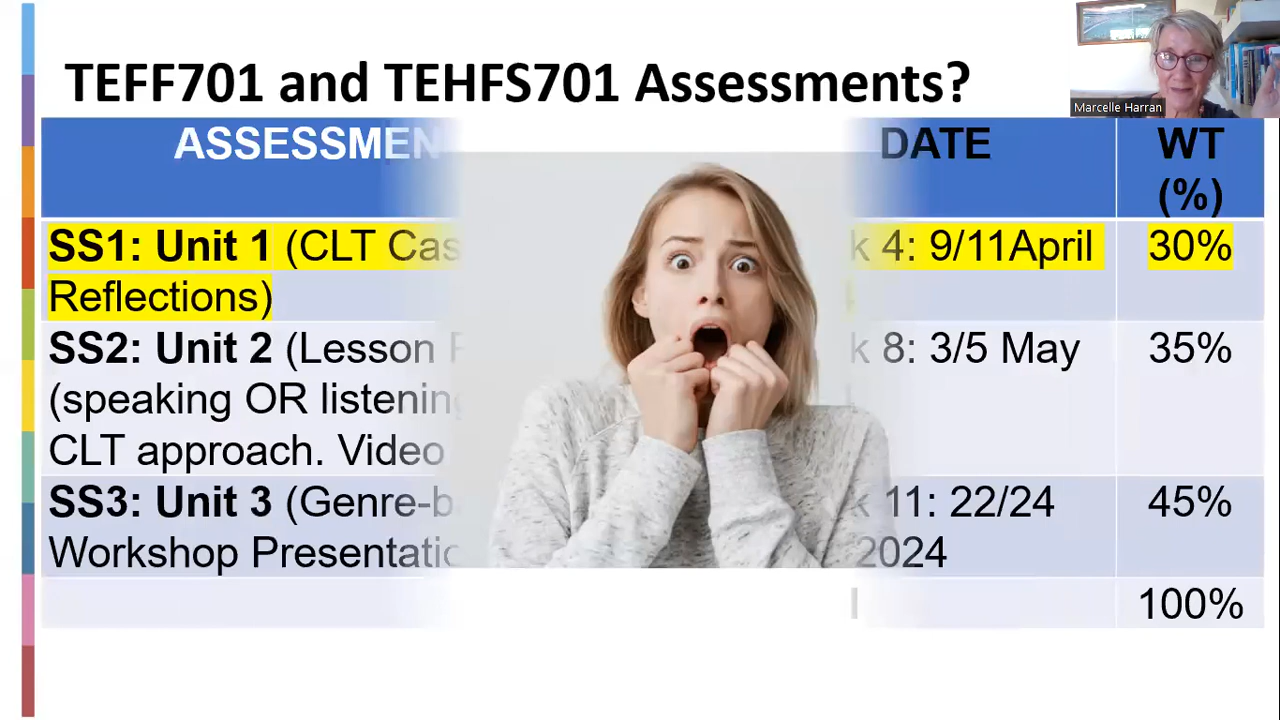 TEFF701 and TEHFS701 Assessments?
Marcelle Harran
ASSESSMEN DATE WT
(%)
SS1: Unit 1 (CLT Cas k 4: 9/11April 30%
Reflections)
SS2: Unit 2 (Lesson k 8: 3/5 May 35%
(speaking OR listening
CLT approach. Video
SS3: Unit 3 (Genre-b k 11: 22/24 45%
Workshop Presentatio 2024
100%